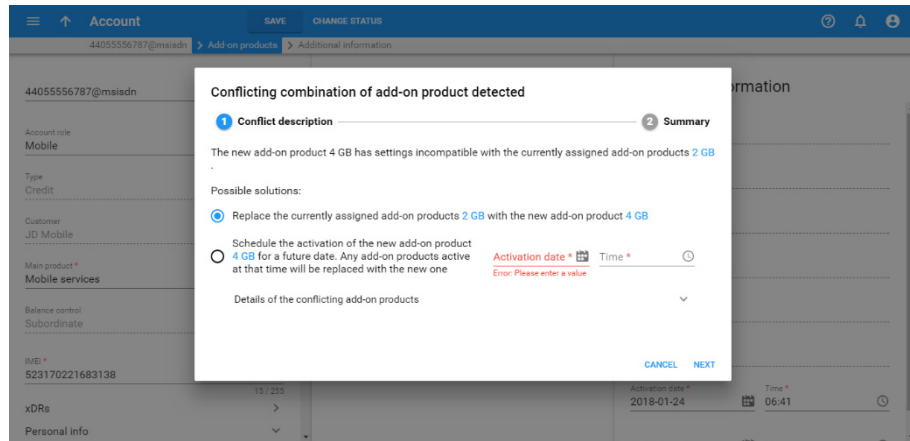 Account
SAVE
CHANGE STATUS
44055556787@msisdn
Add-on products
Additional information
44055556787@msisdn
Account role
Mobile
Type
Credit
Customer
JD Mobile
Main product *
Mobile services
Balance control
Subordinate
IMEI *
523170221683138
15 / 255
xDRs
Personal info
Conflicting combination of add-on product detected
1 Conflict description
2 Summary
The new add-on product 4 GB has settings incompatible with the currently assigned add-on products 2 GB
.
Possible solutions:
Replace the currently assigned add-on products 2 GB with the new add-on product 4 GB
Schedule the activation of the new add-on product
4 GB for a future date. Any add-on products active
at that time will be replaced with the new one
Activation date *
Time *
Error: Please enter a value
Details of the conflicting add-on products
CANCEL
NEXT
Activation date *
2018-01-24
Time *
06:41